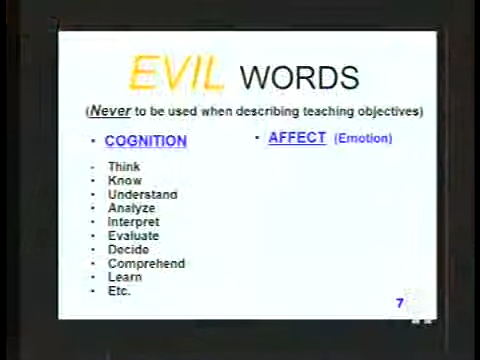 EVIL WORDS
(Never to be used when describing teaching objectives)
• COGNITION
• AFFECT (Emotion)
- Think
• Know
• Understand
• Analyze
• Interpret
• Evaluate
• Decide
• Comprehend
• Learn
• Etc.
7